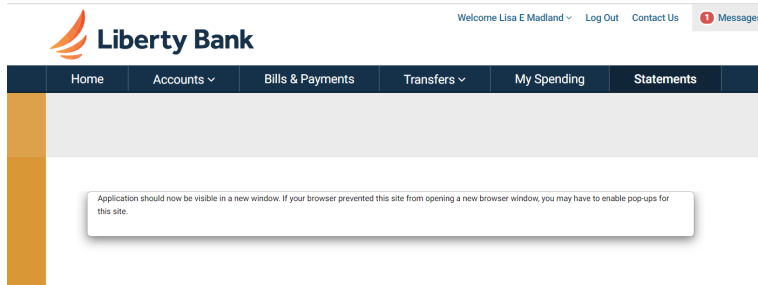 Welcome Lisa E Madland Log Out Contact Us 1 Messages
Liberty Bank
Home Accounts Bills & Payments Transfers My Spending Statements
Application should now be visible in a new window. If your browser prevented this site from opening a new browser window, you may have to enable pop-ups for
this site.